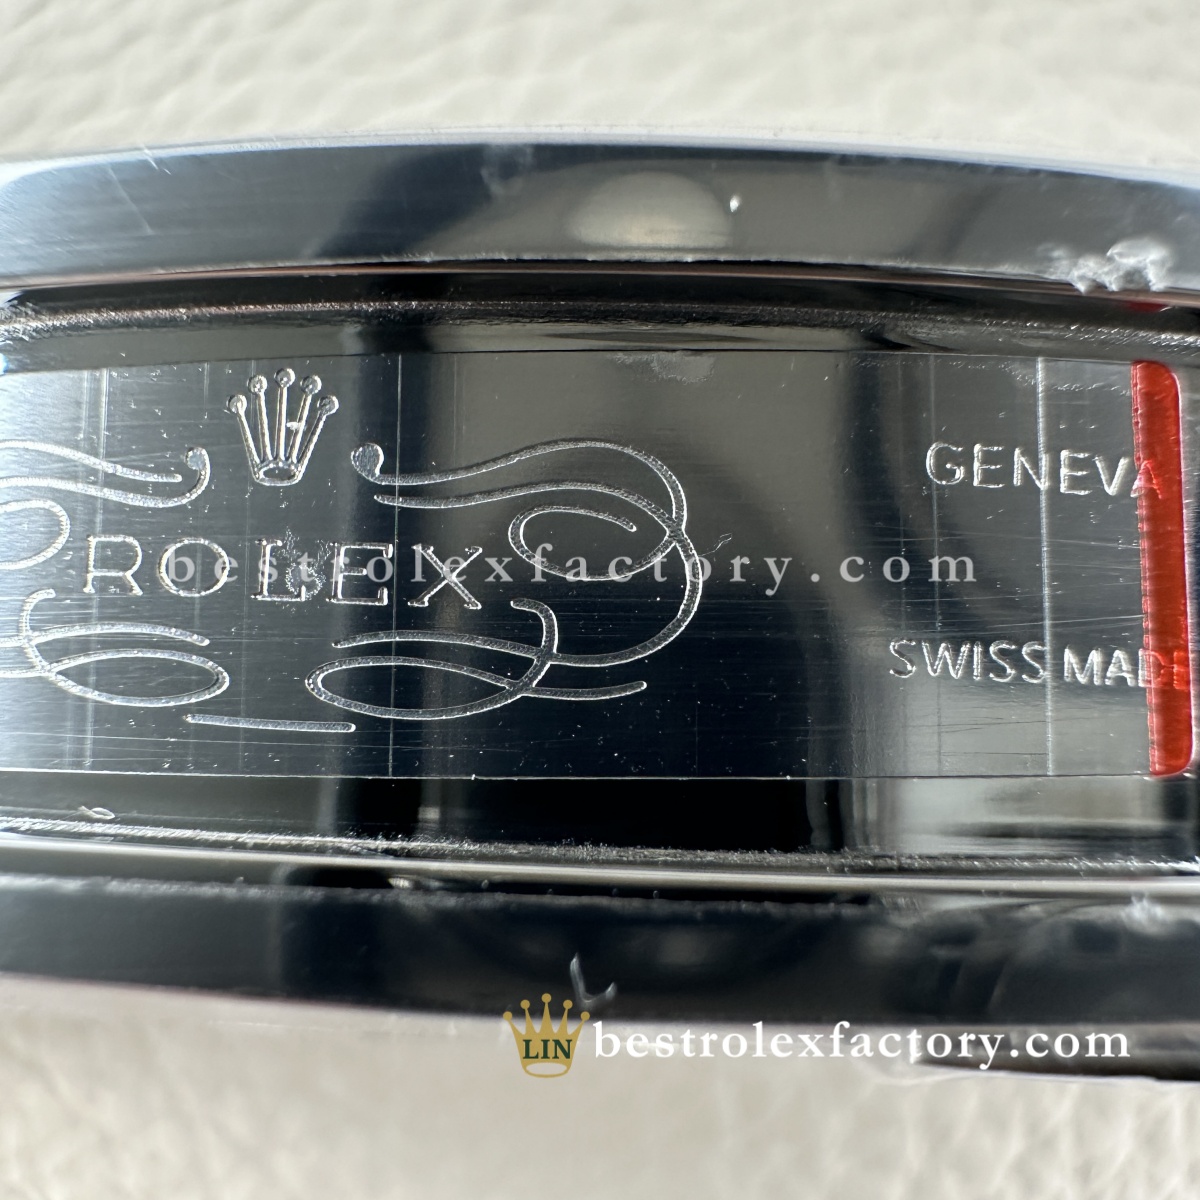 GENEVA
ROLEX
bestrolexfactory.com
SWISS MADE
LIN bestrolexfactory.com